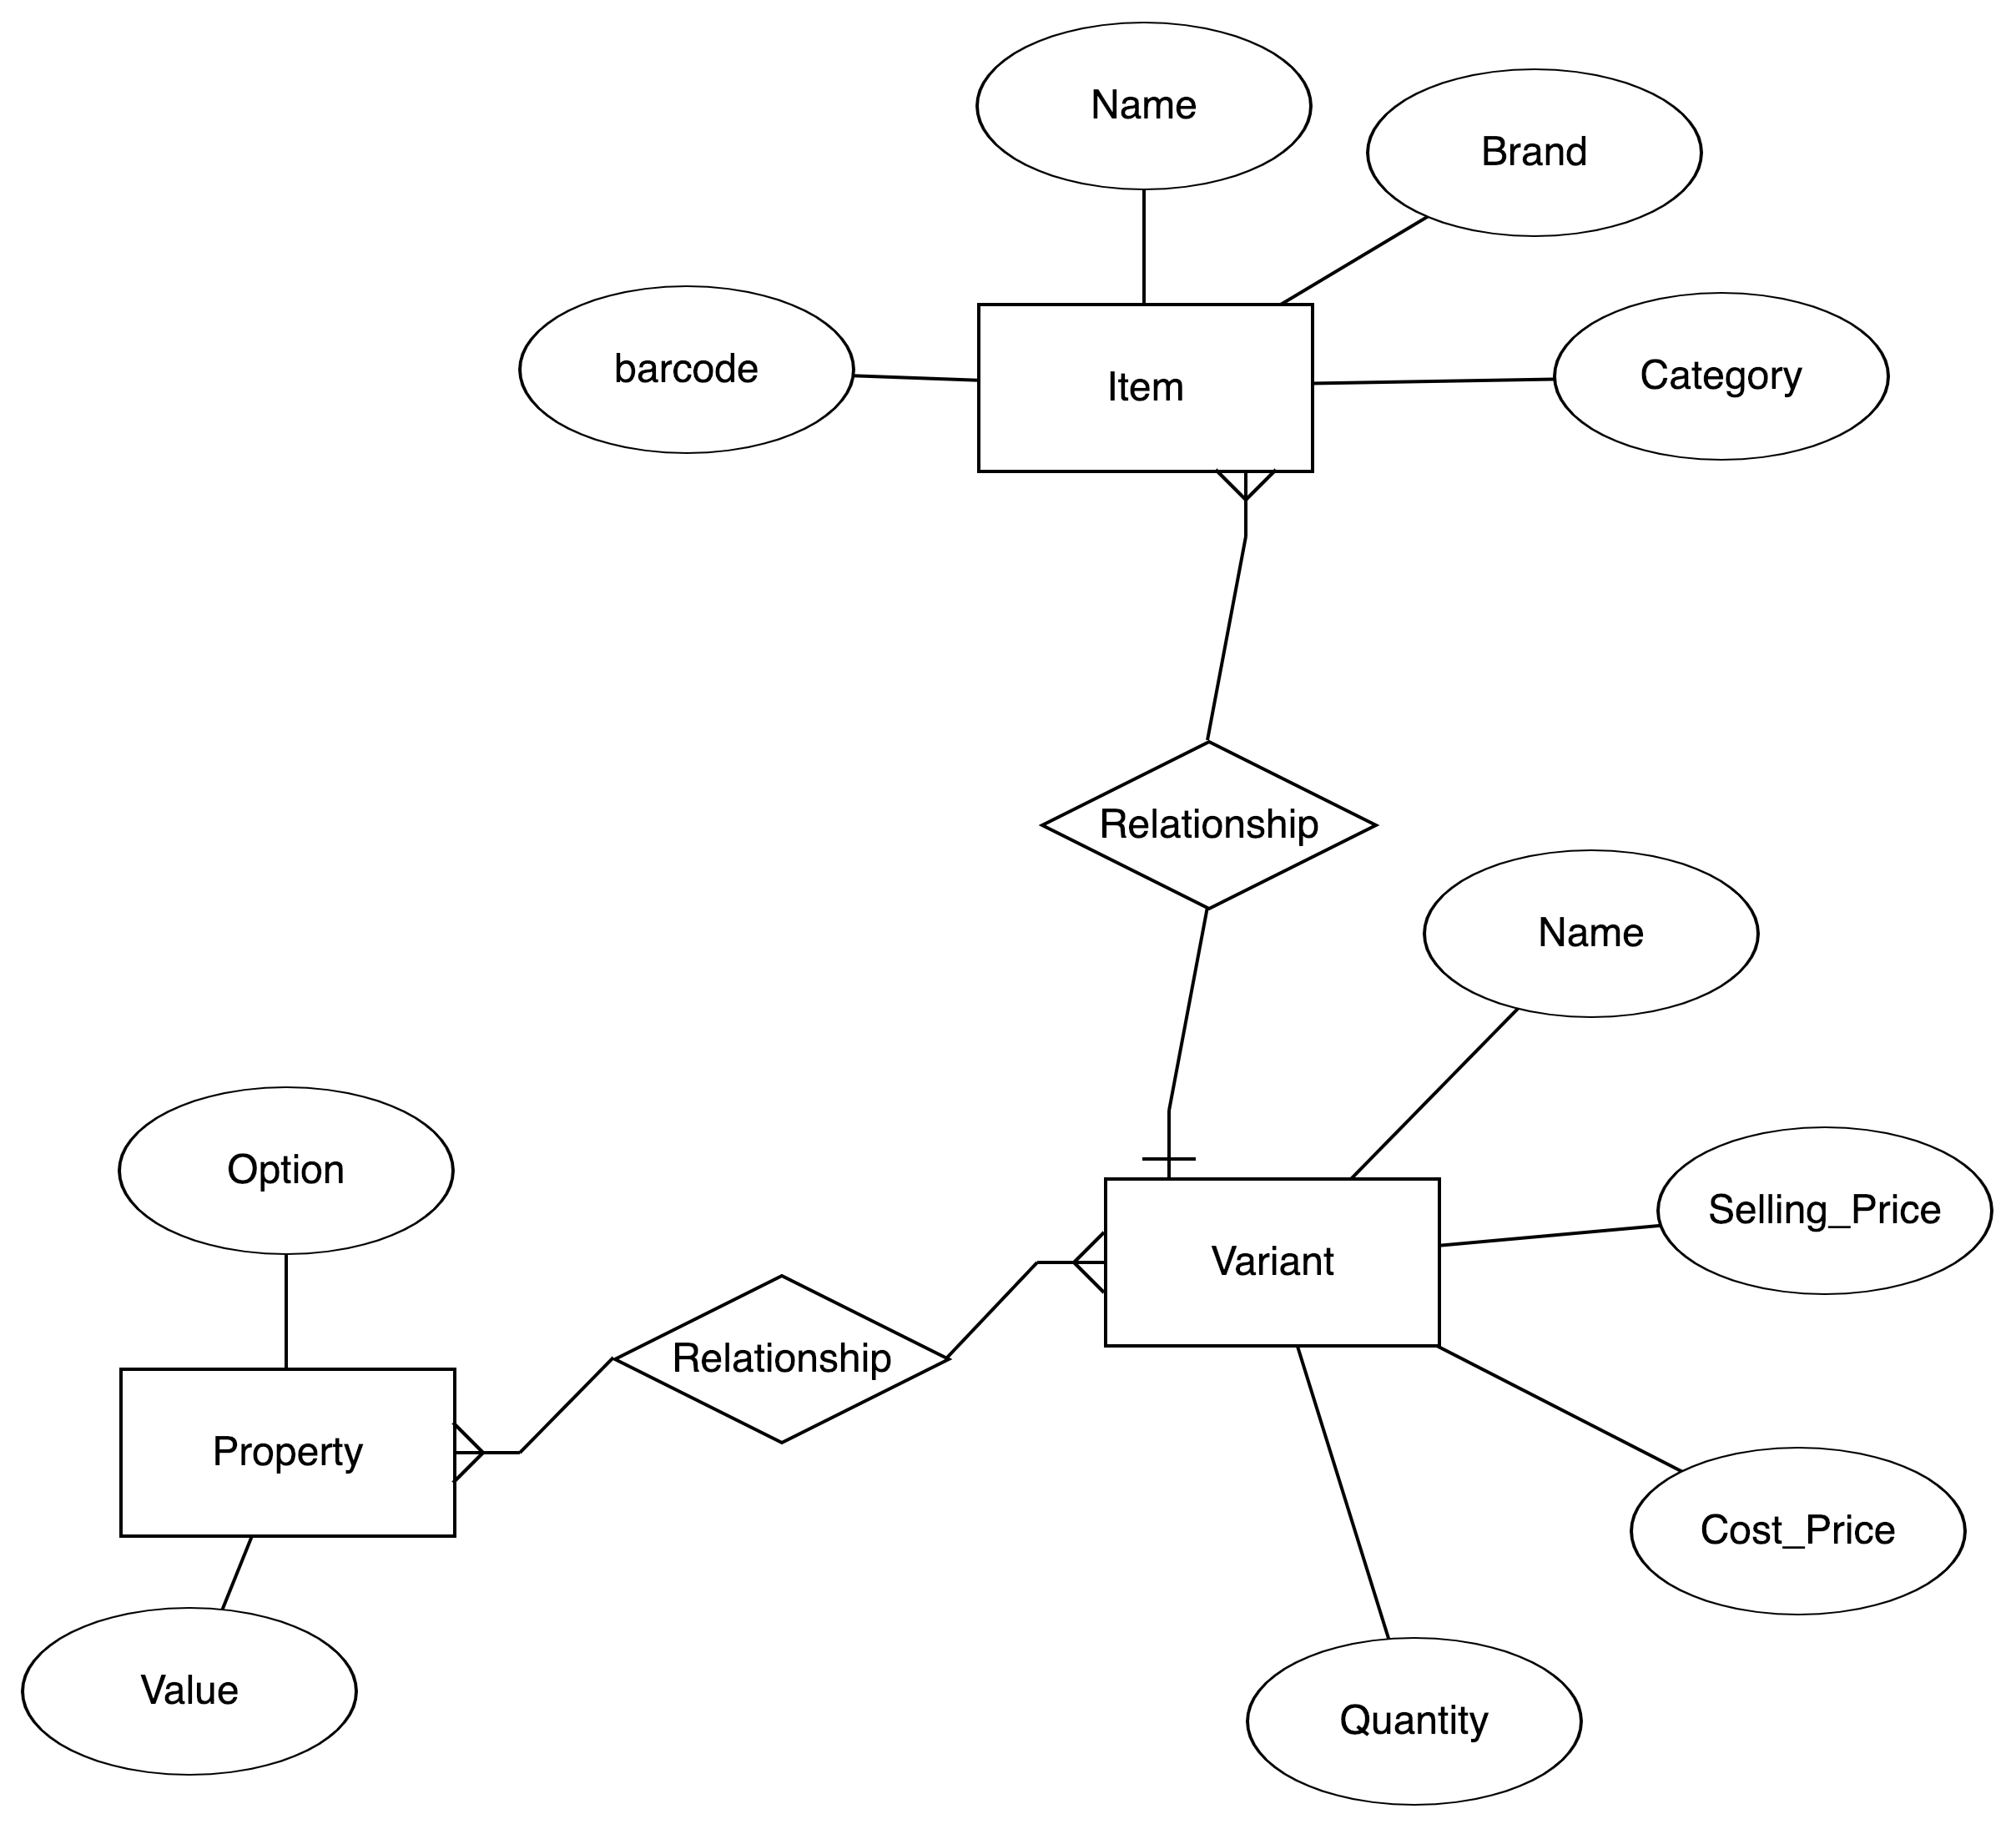 Name
Brand
barcode
Item
Category
Relationship
Name
Option
Selling_Price
Variant
Relationship
Property
Cost_Price
Value
Quantity